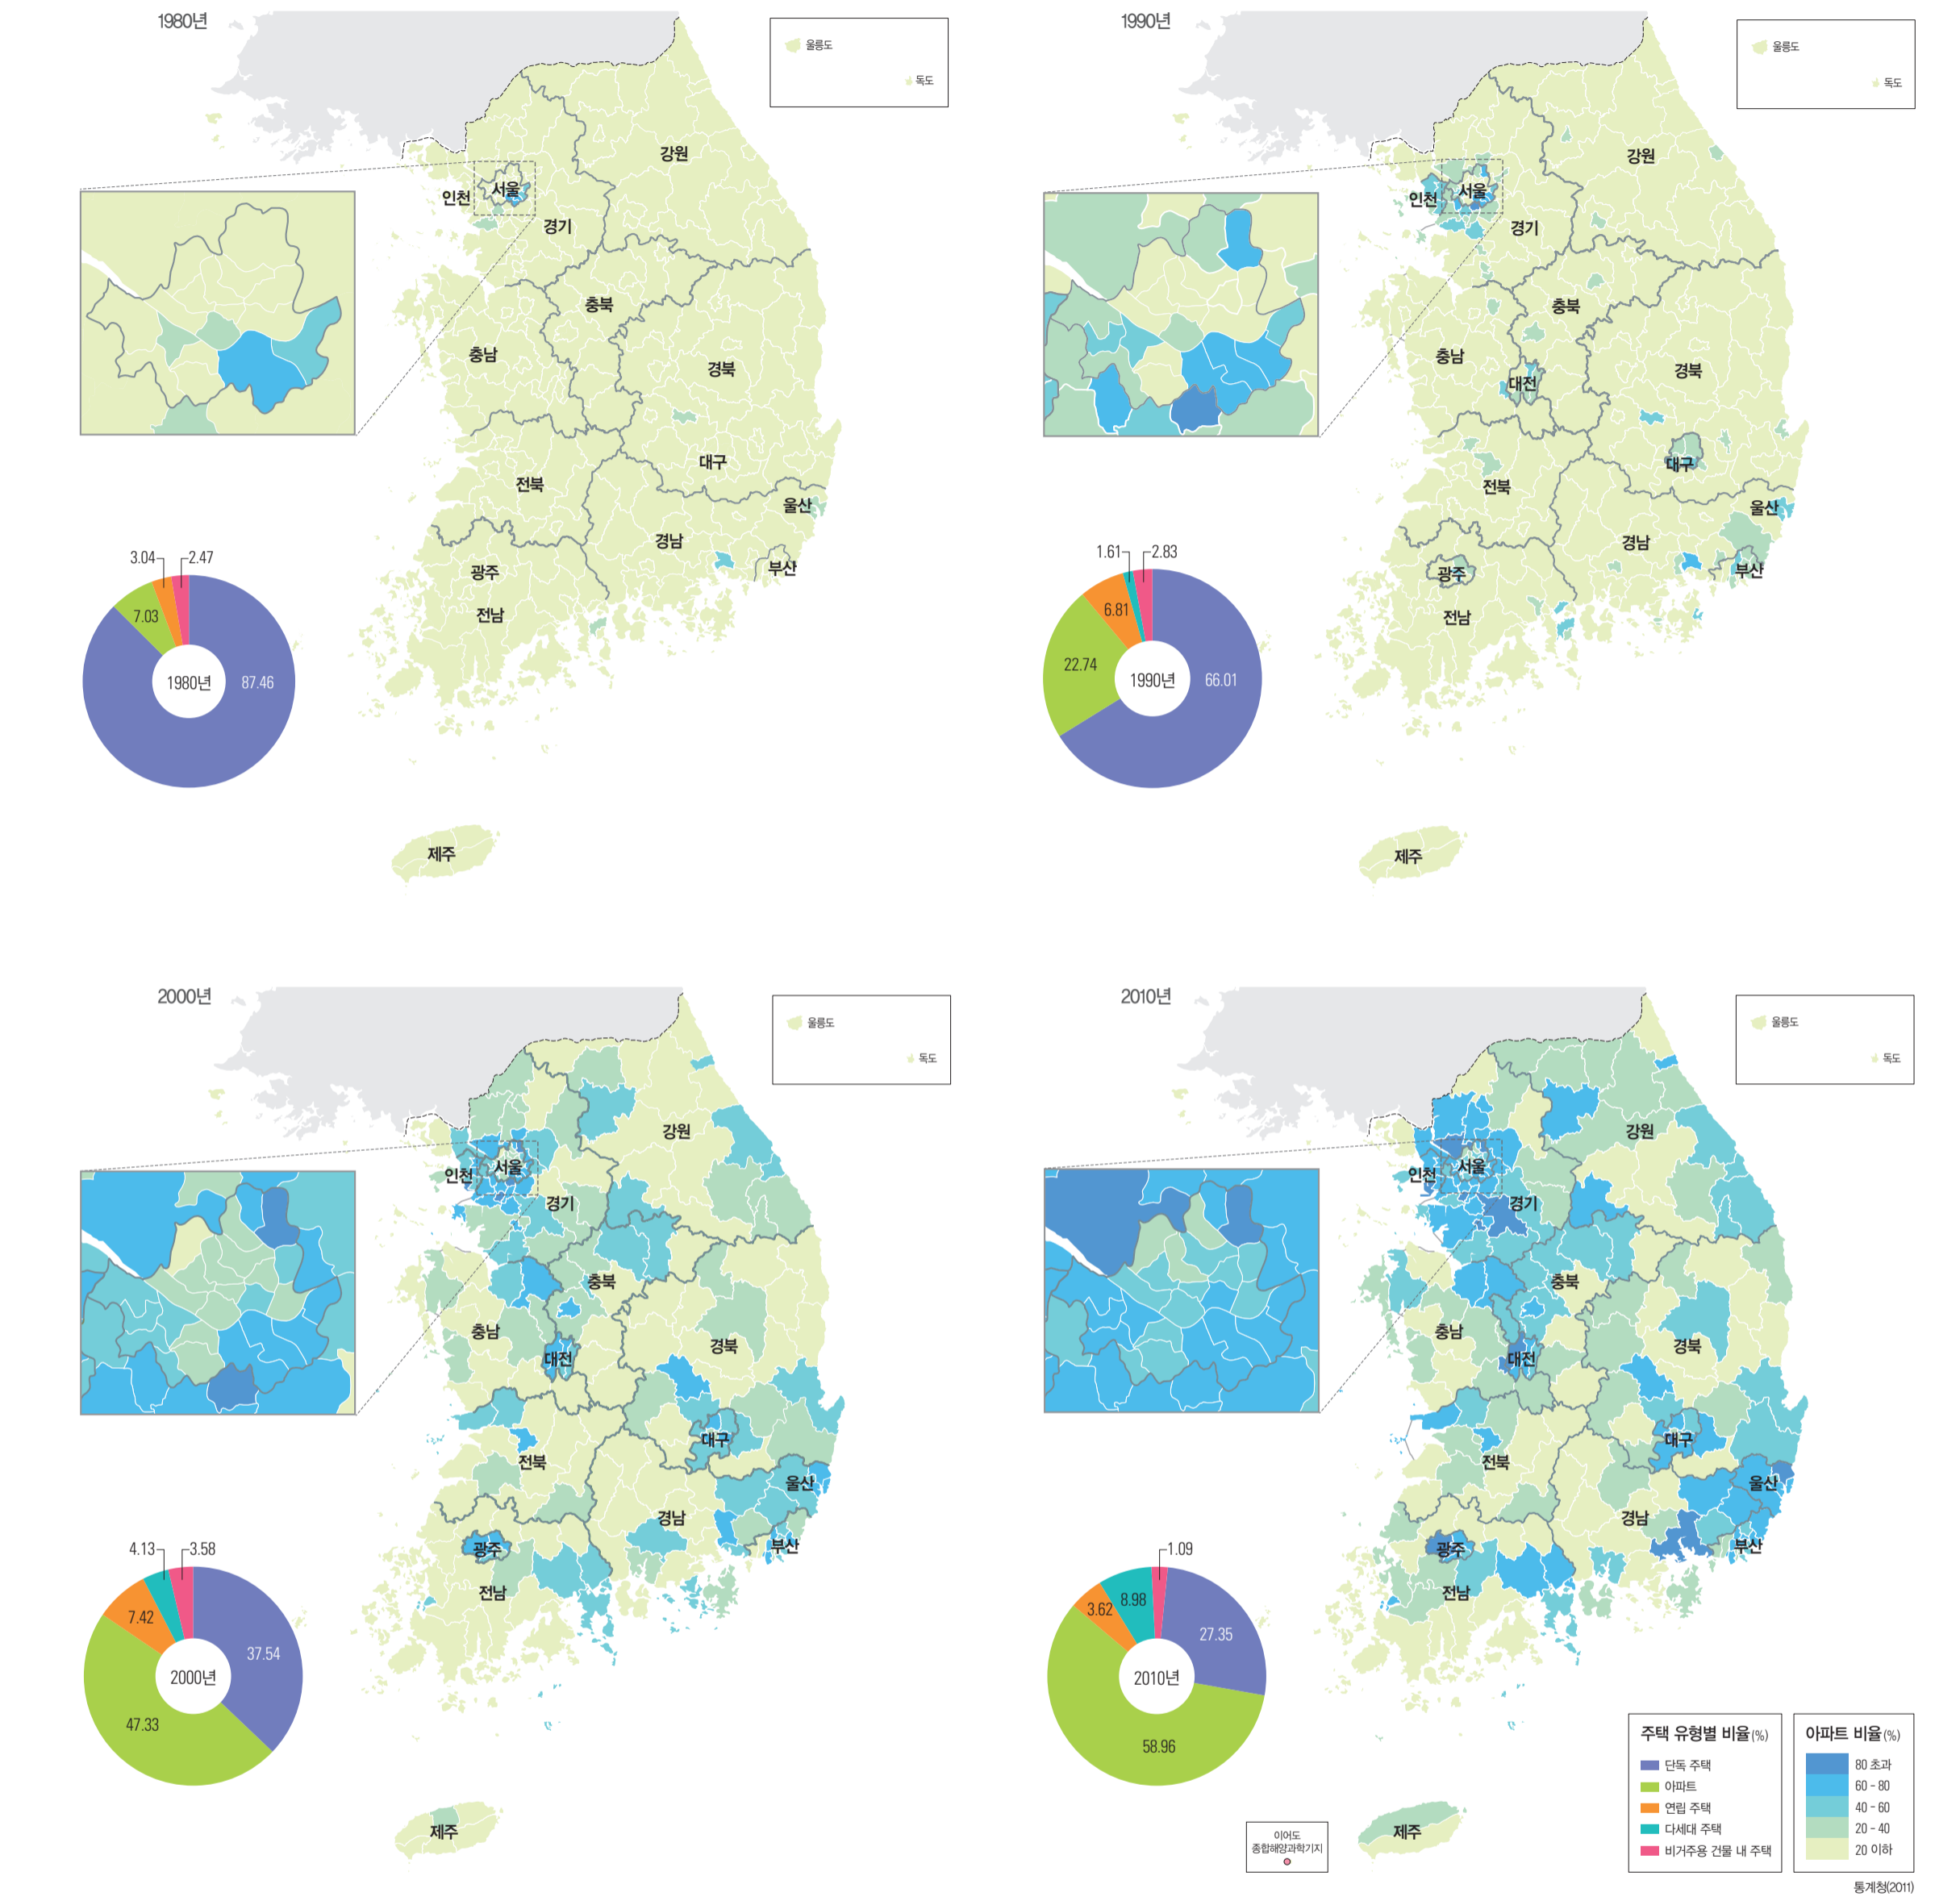 1980년
울릉도
독도
강원
서울
인천
경기
충북
충남
경북
대구
전북
울산
경남
부산
광주
전남
제주
3.04
2.47
7.03
1980년
87.46
1990년
울릉도
독도
강원
서울
인천
경기
충북
충남
경북
대전
대구
전북
울산
경남
부산
광주
전남
제주
1.61
2.83
6.81
22.74
1990년
66.01
2000년
울릉도
독도
강원
서울
인천
경기
충북
충남
경북
대전
대구
전북
울산
경남
부산
광주
전남
제주
4.13
3.58
7.42
37.54
2000년
47.33
2010년
울릉도
독도
강원
서울
인천
경기
충북
충남
경북
대전
대구
전북
울산
경남
부산
광주
전남
제주
1.09
8.98
3.62
27.35
2010년
58.96
이어도
종합해양과학기지
주택 유형별 비율(%)
단독 주택
아파트
연립 주택
다세대 주택
비거주용 건물 내 주택
아파트 비율(%)
80 초과
60 - 80
40 - 60
20 - 40
20 이하
통계청(2011)